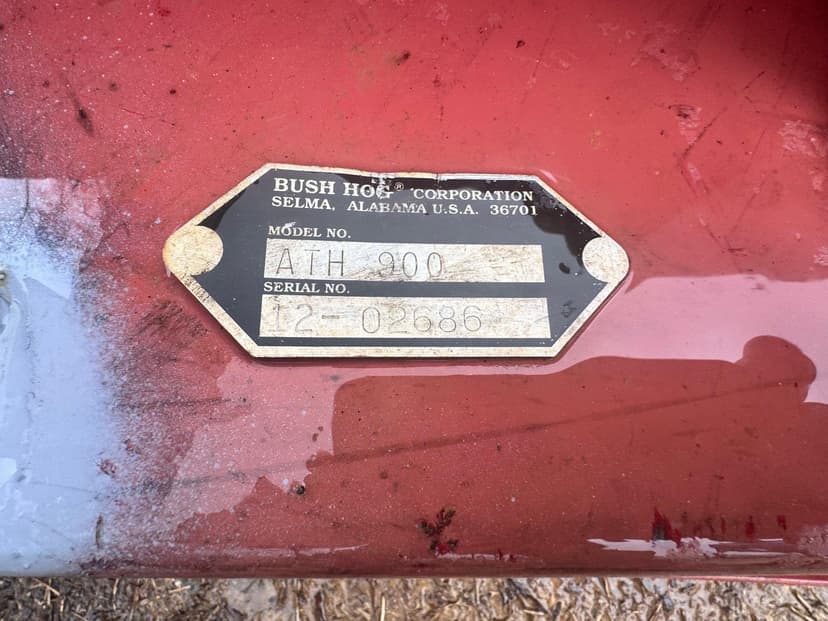 BUSH HOG® CORPORATION
SELMA, ALABAMA U.S.A. 36701
MODEL NO.
ATH 900
SERIAL NO.
12-02686